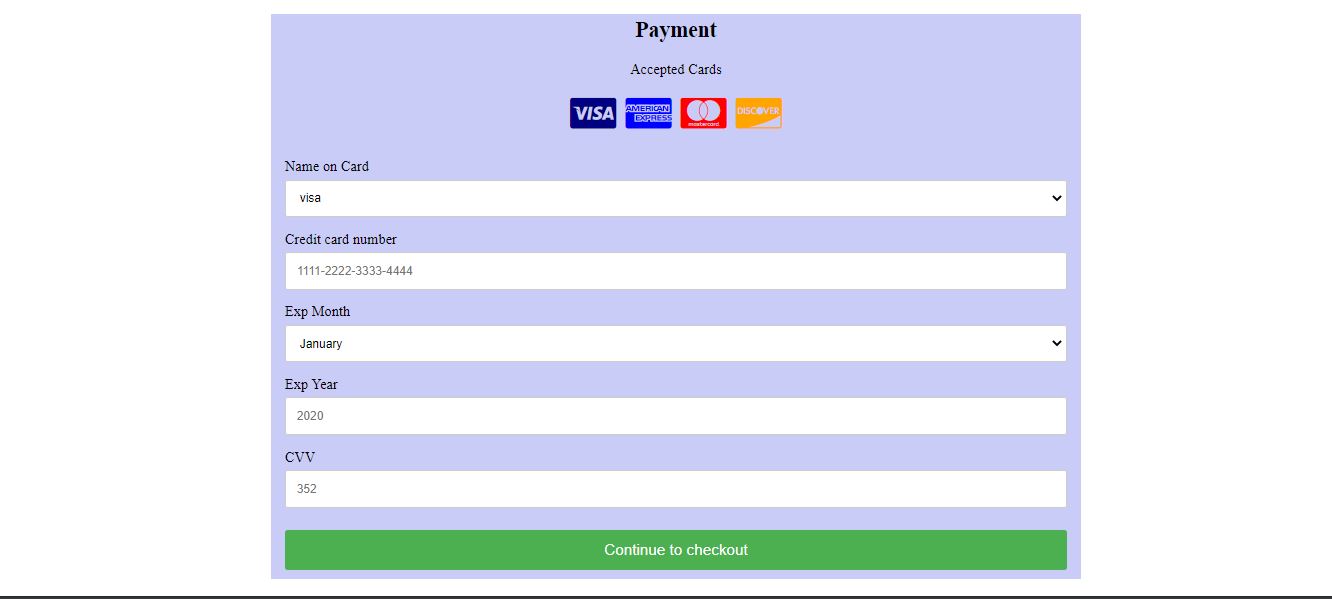 Payment
Accepted Cards
VISA AMERICAN EXPRESS mastercard DISCOVER
Name on Card
visa
Credit card number
1111-2222-3333-4444
Exp Month
January
Exp Year
2020
CVV
352
Continue to checkout